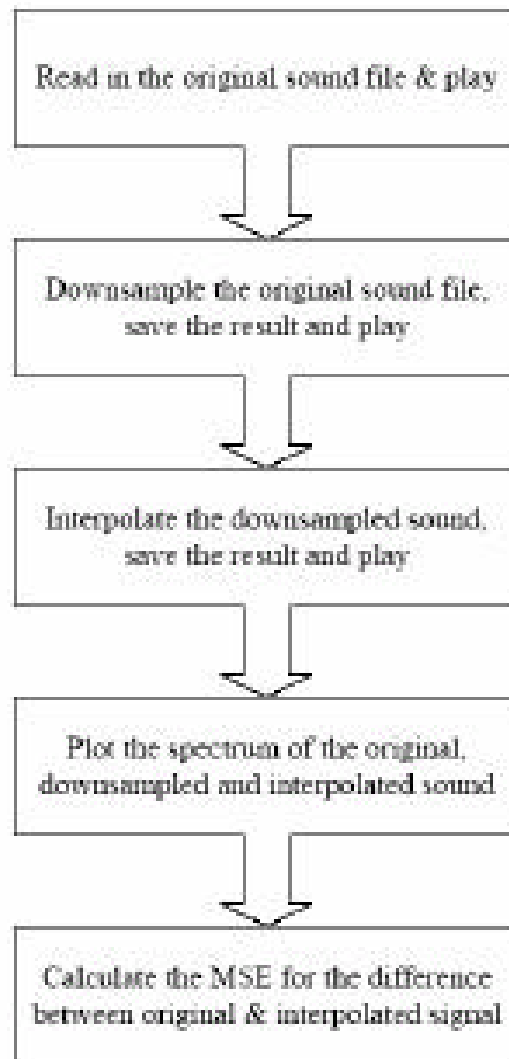 Read in the original sound file & play
Downsample the original sound file,
save the result and play
Interpolate the downsampled sound,
save the result and play
Plot the spectrum of the original,
downsampled and interpolated sound
Calculate the MSE for the difference
between original & interpolated signal